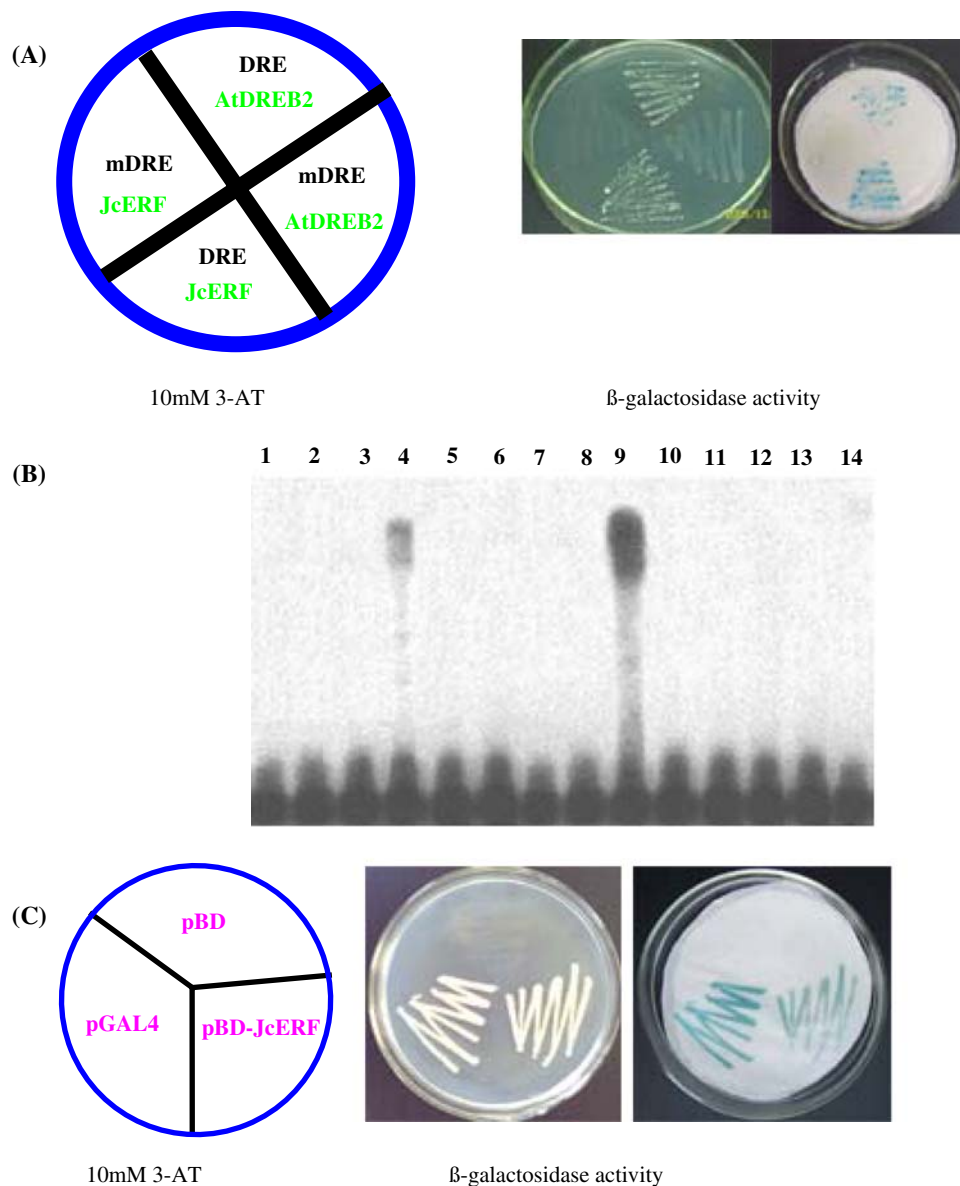 (A)
DRE
AtDREB2
mDRE
JcERF
mDRE
AtDREB2
DRE
JcERF
10mM 3-AT
ß-galactosidase activity
(B)
1 2 3 4 5 6 7 8 9 10 11 12 13 14
(C)
pBD
pGAL4
pBD-JcERF
10mM 3-AT
ß-galactosidase activity